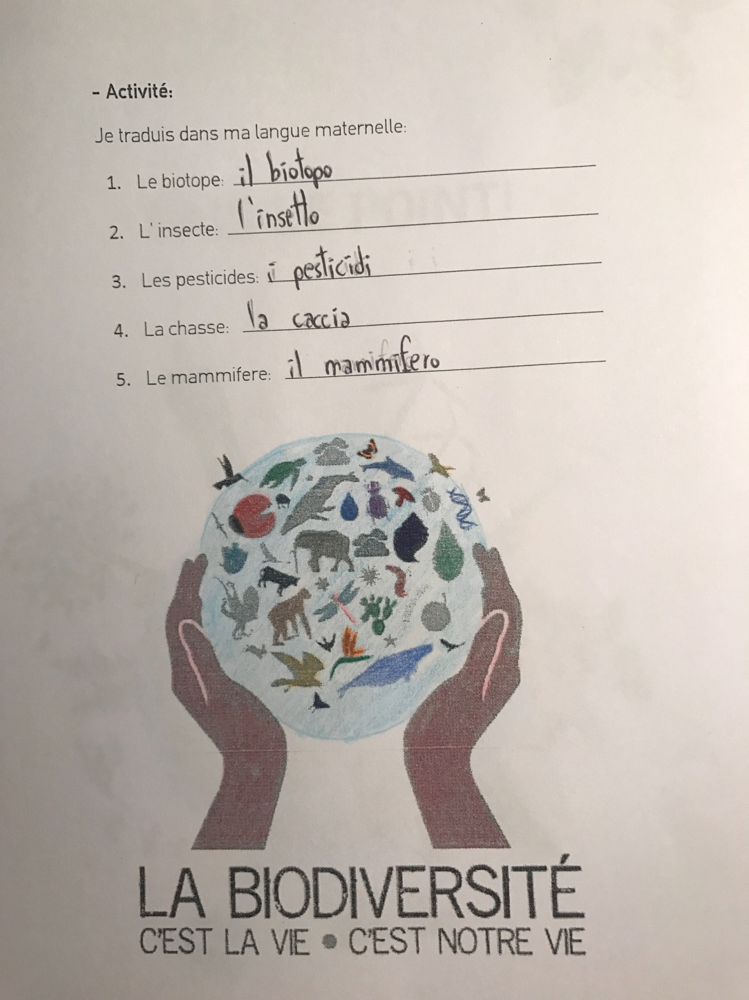 - Activité:
Je traduis dans ma langue maternelle:
1. Le biotope: il biotopo
2. L' insecte: l'insetto
3. Les pesticides: i pesticidi
4. La chasse: la caccia
5. Le mammifere: il mammifero
LA BIODIVERSITÉ
C'EST LA VIE • C'EST NOTRE VIE